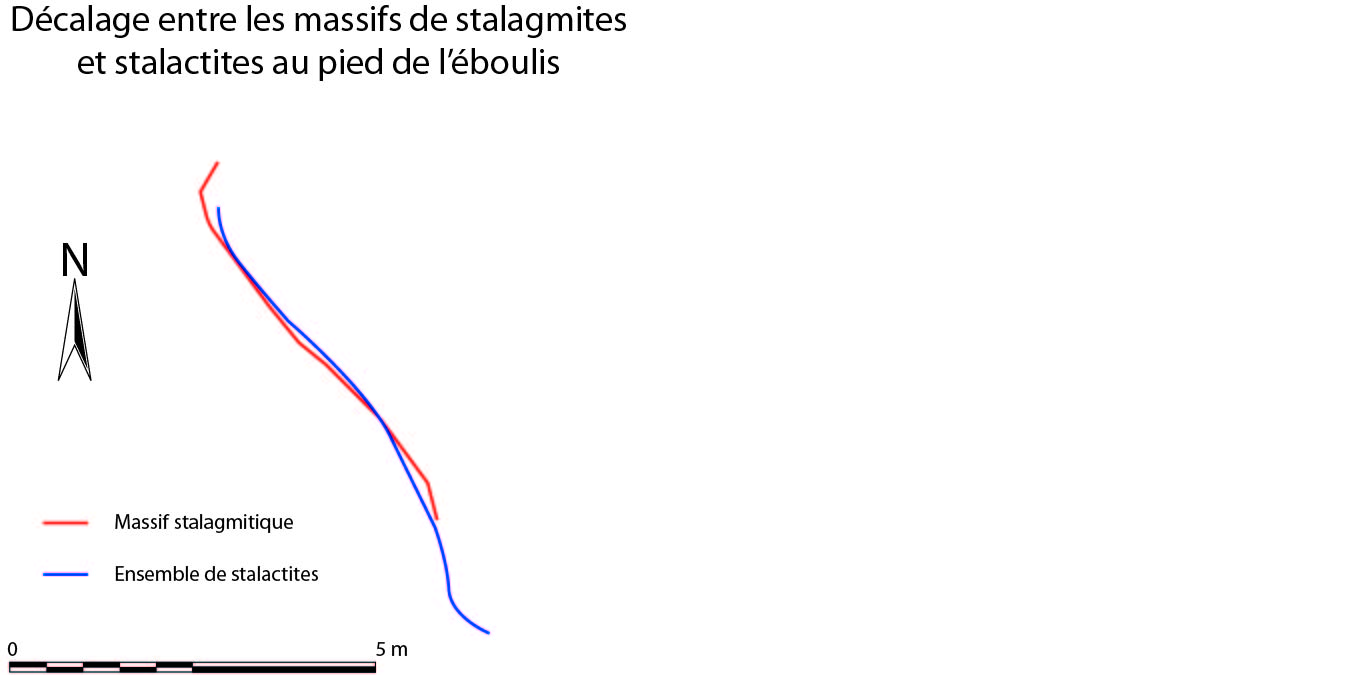 Décalage entre les massifs de stalagmites
et stalactites au pied de l’éboulis
N
Massif stalagmitique
Ensemble de stalactites
0 5 m